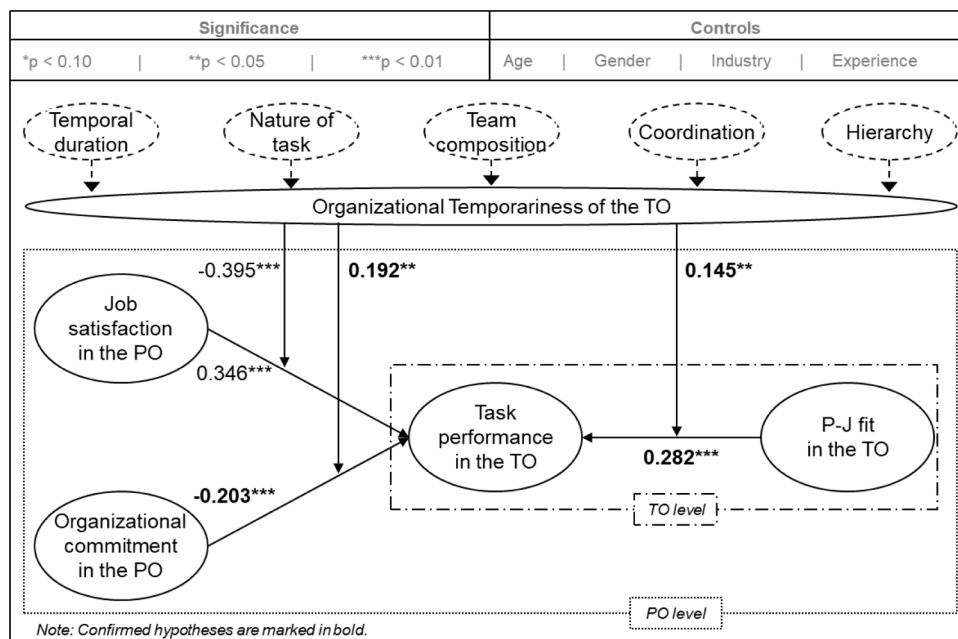 Significance
Controls
*p < 0.10 | **p < 0.05 | ***p < 0.01
Age | Gender | Industry | Experience
Temporal
duration
Nature of
task
Team
composition
Coordination
Hierarchy
Organizational Temporariness of the TO
-0.395***
0.192**
0.145**
Job
satisfaction
in the PO
0.346***
Task
performance
in the TO
P-J fit
in the TO
0.282***
-0.203***
Organizational
commitment
in the PO
TO level
PO level
Note: Confirmed hypotheses are marked in bold.